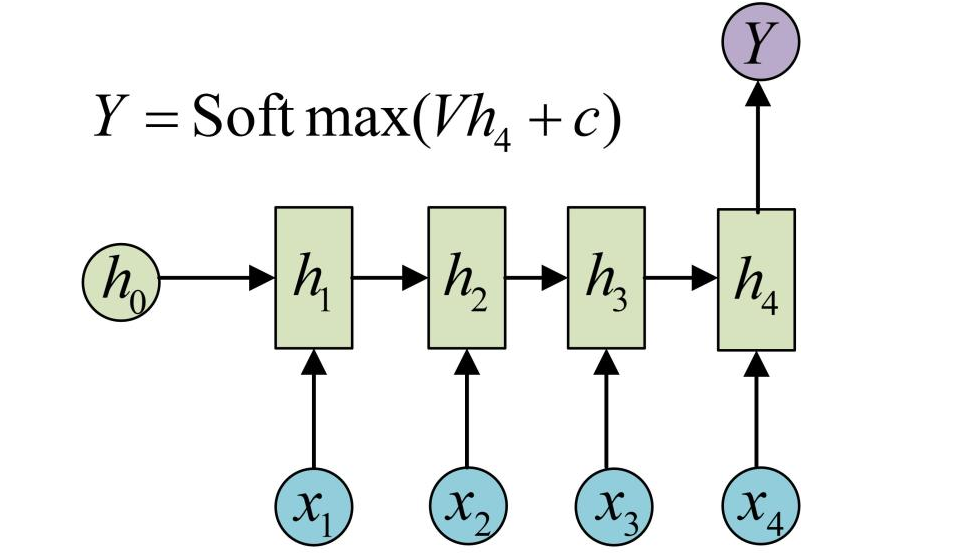 Y
Y = Soft max(Vh₄ + c)
h₀ h₁ h₂ h₃ h₄
x₁ x₂ x₃ x₄